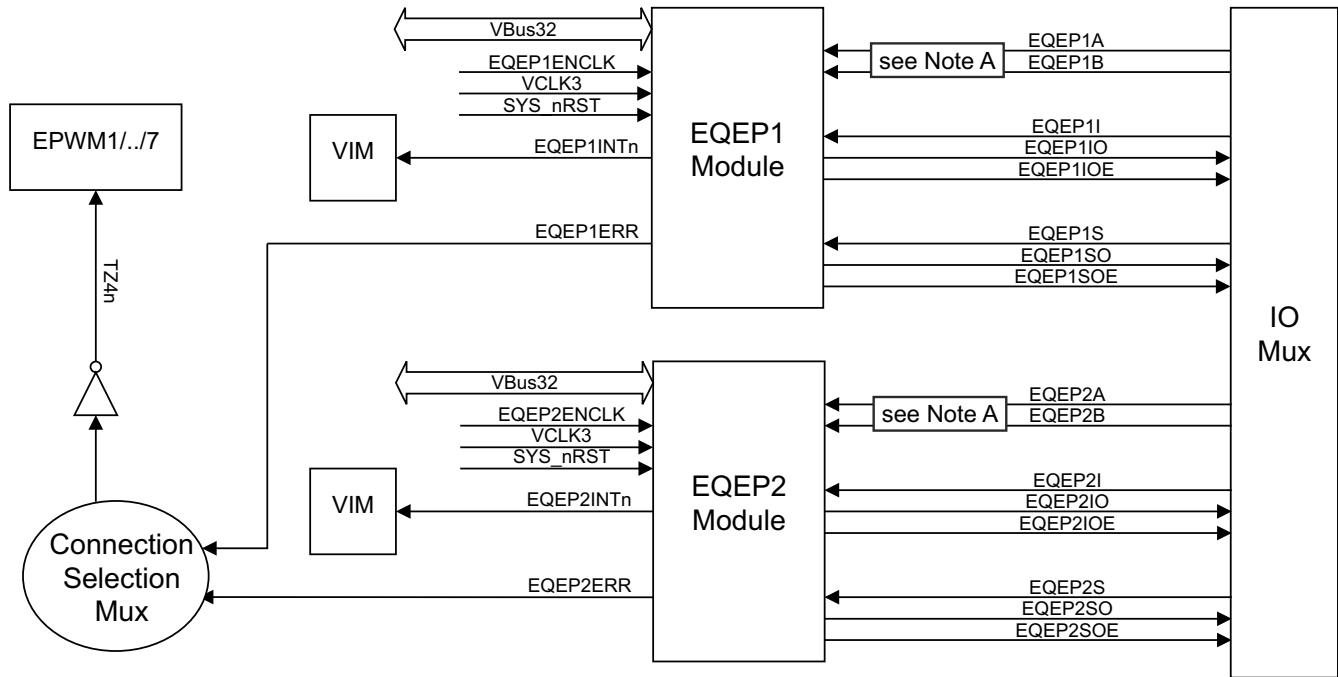 VBus32
EQEP1ENCLK
VCLK3
SYS_nRST
EQEP1INTn
EQEP1ERR
VIM
EPWM1/../7
TZ4n
EQEP1
Module
see Note A
EQEP1A
EQEP1B
EQEP1I
EQEP1IO
EQEP1IOE
EQEP1S
EQEP1SO
EQEP1SOE
IO
Mux
VBus32
EQEP2ENCLK
VCLK3
SYS_nRST
EQEP2INTn
EQEP2ERR
VIM
Connection
Selection
Mux
EQEP2
Module
see Note A
EQEP2A
EQEP2B
EQEP2I
EQEP2IO
EQEP2IOE
EQEP2S
EQEP2SO
EQEP2SOE